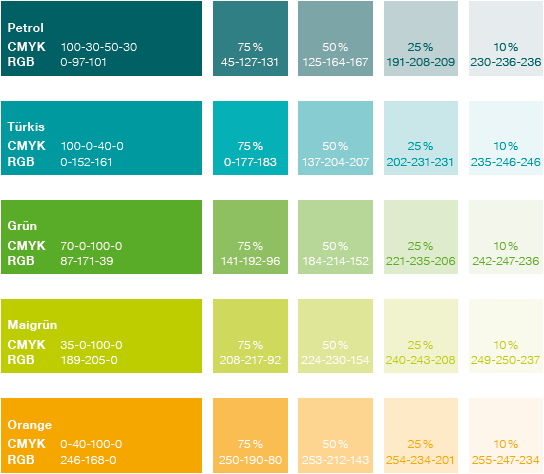 Petrol
CMYK 100-30-50-30 75 % 50 % 25 % 10 %
RGB 0-97-101 45-127-131 125-164-167 191-208-209 230-236-236
Türkis
CMYK 100-0-40-0 75 % 50 % 25 % 10 %
RGB 0-152-161 0-177-183 137-204-207 202-231-231 235-246-246
Grün
CMYK 70-0-100-0 75 % 50 % 25 % 10 %
RGB 87-171-39 141-192-96 184-214-152 221-235-206 242-247-236
Maigrün
CMYK 35-0-100-0 75 % 50 % 25 % 10 %
RGB 189-205-0 208-217-92 224-230-154 240-243-208 249-250-237
Orange
CMYK 0-40-100-0 75 % 50 % 25 % 10 %
RGB 246-168-0 250-190-80 253-212-143 254-234-201 255-247-234